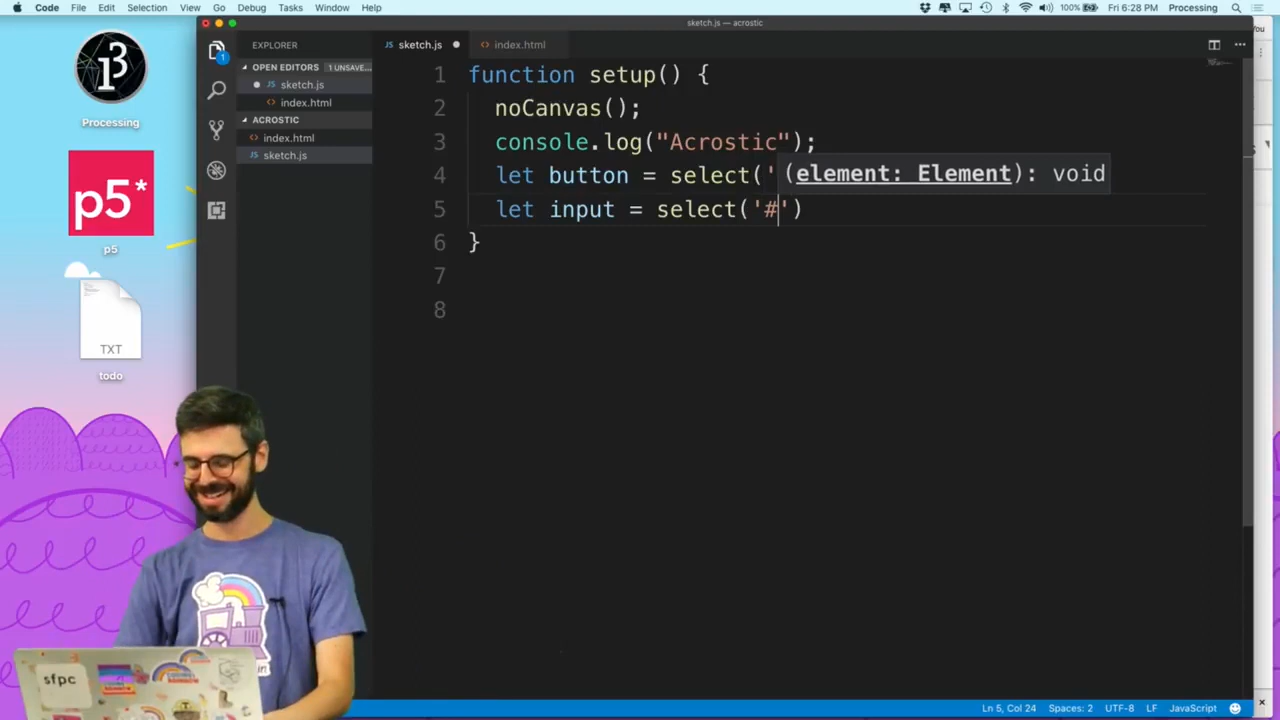 Code File Edit Selection View Go Debug Tasks Window Help
100% Fri 6:28 PM Processing
sketch.js — acrostic
EXPLORER
sketch.js
index.html
OPEN EDITORS 1 UNSAVE...
sketch.js
index.html
ACROSTIC
index.html
sketch.js
1 function setup() {
2 noCanvas();
3 console.log("Acrostic");
4 let button = select('
(element: Element): void
5 let input = select('#')
6 }
7
8
13
Processing
p5*
p5
TXT
todo
1
sfpc
Ln 5, Col 24 Spaces: 2 UTF-8 LF JavaScript